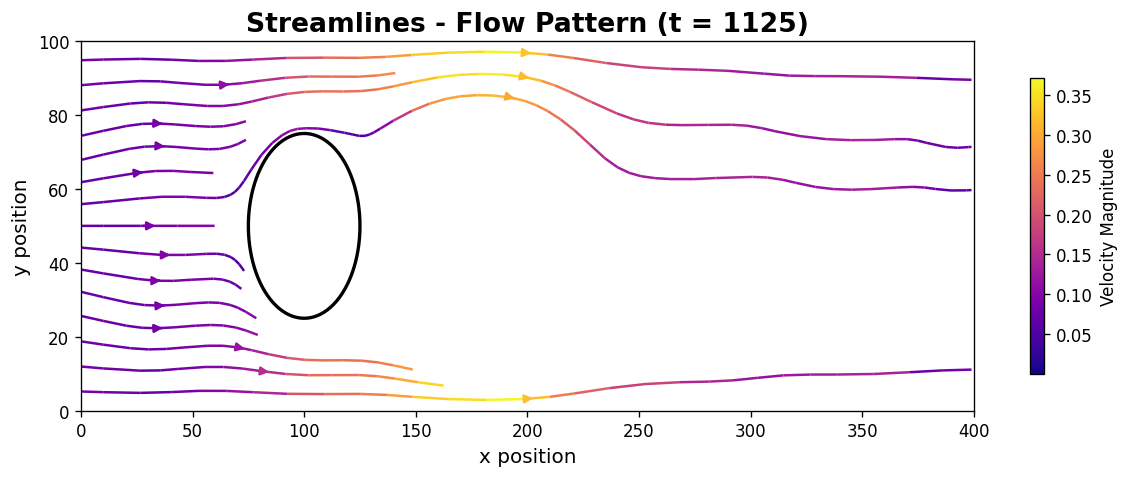 Streamlines - Flow Pattern (t = 1125)
100
80
60
40
20
0
y position
0 50 100 150 200 250 300 350 400
x position
0.35
0.30
0.25
0.20
0.15
0.10
0.05
Velocity Magnitude